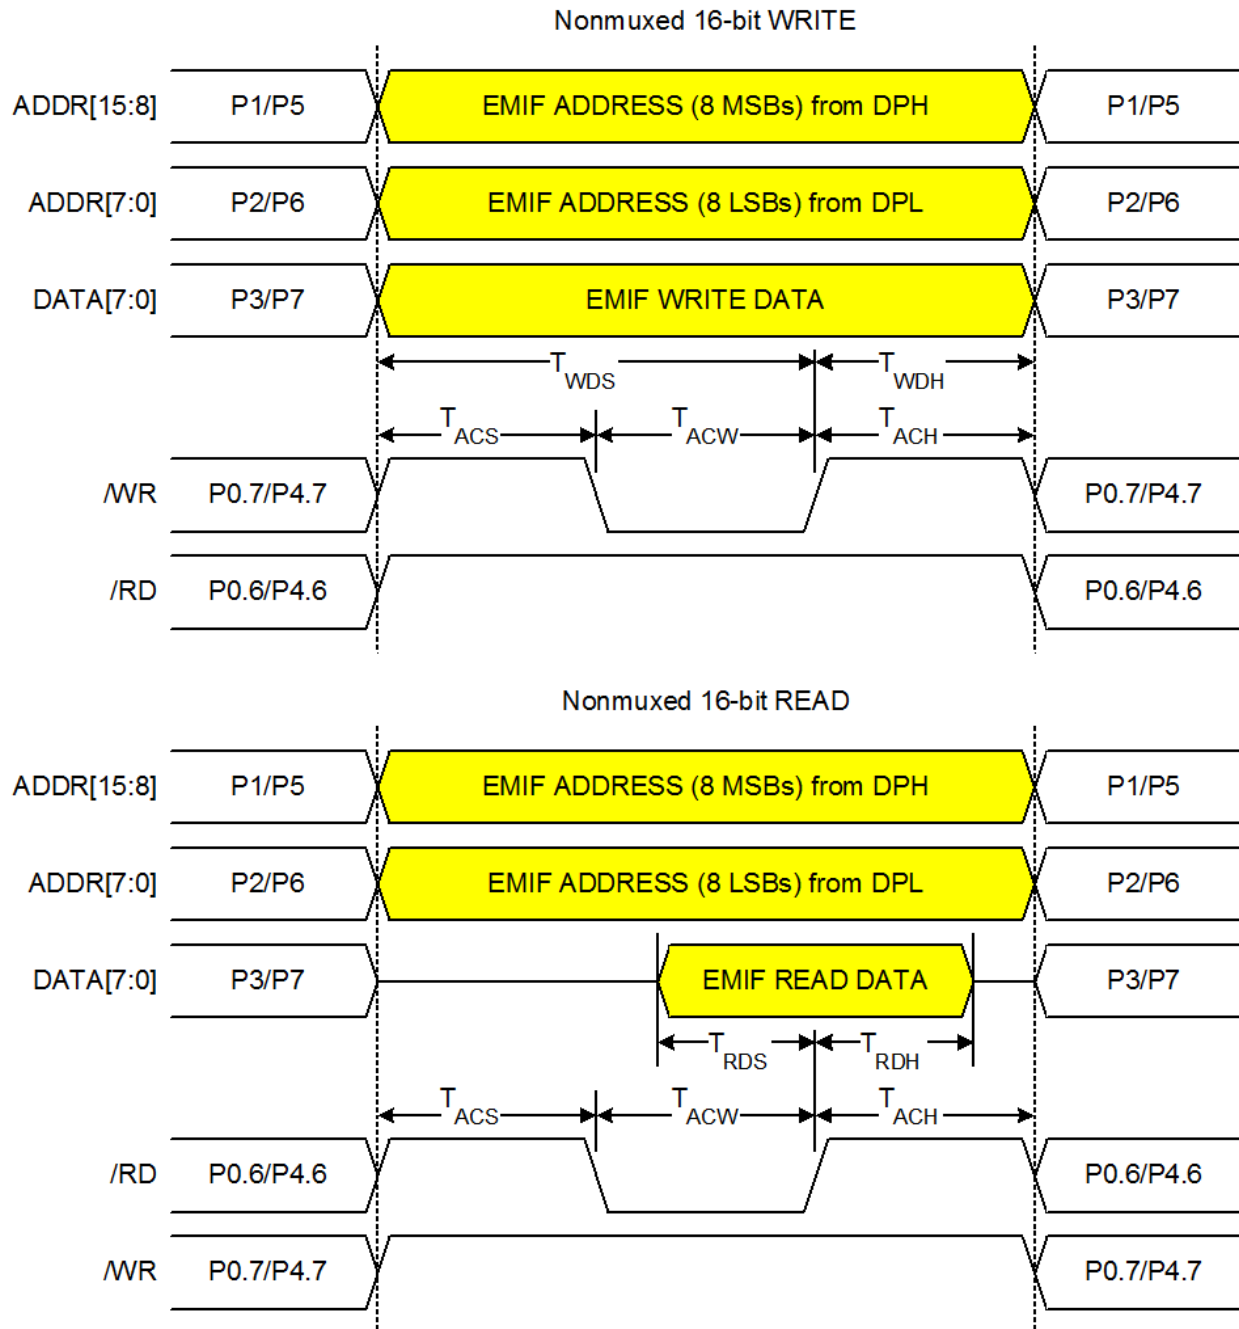 Nonmuxed 16-bit WRITE
ADDR[15:8] P1/P5 EMIF ADDRESS (8 MSBs) from DPH P1/P5
ADDR[7:0] P2/P6 EMIF ADDRESS (8 LSBs) from DPL P2/P6
DATA[7:0] P3/P7 EMIF WRITE DATA P3/P7
TWDS TWDH
TACS TACW TACH
/WR P0.7/P4.7 P0.7/P4.7
/RD P0.6/P4.6 P0.6/P4.6
Nonmuxed 16-bit READ
ADDR[15:8] P1/P5 EMIF ADDRESS (8 MSBs) from DPH P1/P5
ADDR[7:0] P2/P6 EMIF ADDRESS (8 LSBs) from DPL P2/P6
DATA[7:0] P3/P7 EMIF READ DATA P3/P7
TRDS TRDH
TACS TACW TACH
/RD P0.6/P4.6 P0.6/P4.6
/WR P0.7/P4.7 P0.7/P4.7